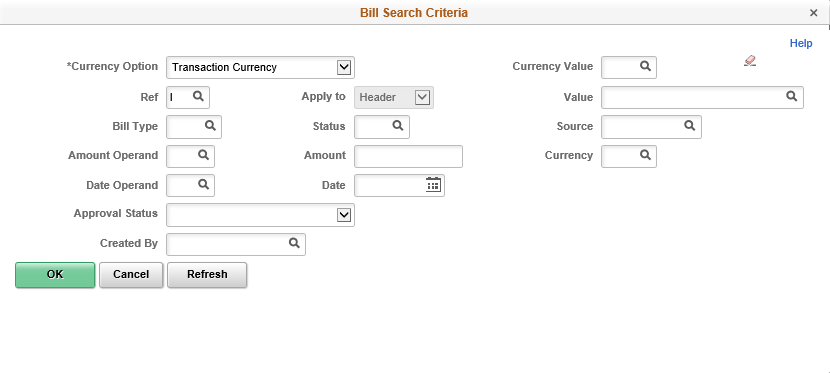 Bill Search Criteria ×
Help
*Currency Option Transaction Currency Currency Value
Ref I Apply to Header Value
Bill Type Status Source
Amount Operand Amount Currency
Date Operand Date
Approval Status
Created By
OK Cancel Refresh